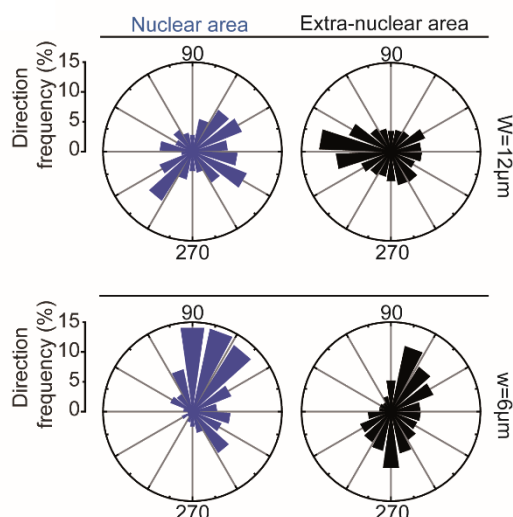 Nuclear area Extra-nuclear area
90 90
Direction
frequency (%)
15
10
5
0
270 270
W=12µm
90 90
Direction
frequency (%)
15
10
5
0
270 270
w=6µm